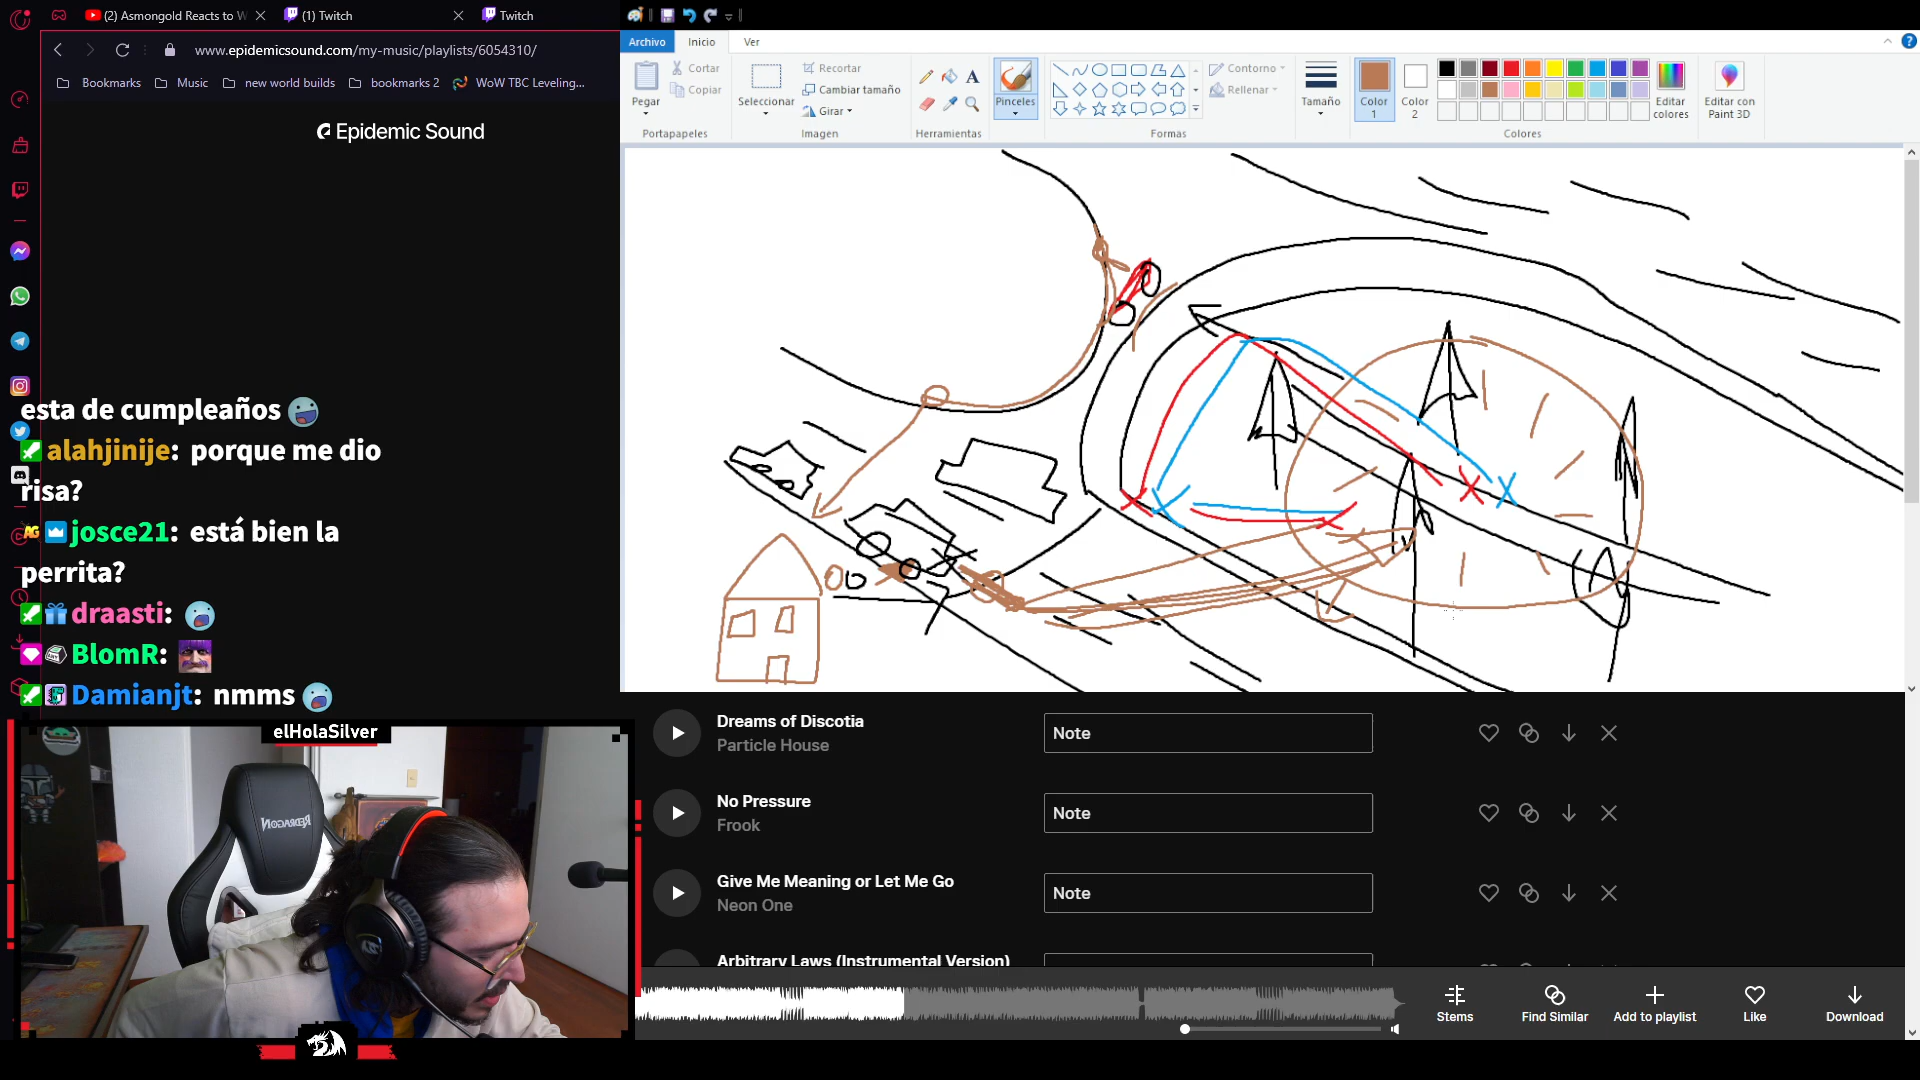 (2) Asmongold Reacts to W
(1) Twitch
Twitch
www.epidemicsound.com/my-music/playlists/6054310/
Bookmarks
Music
new world builds
bookmarks 2
WoW TBC Leveling...
Epidemic Sound
Archivo
Inicio
Ver
Pegar
Cortar
Copiar
Portapapeles
Seleccionar
Recortar
Cambiar tamaño
Girar
Imagen
Herramientas
Pinceles
Contorno
Rellenar
Formas
Tamaño
Color
1
Color
2
Editar
colores
Editar con
Paint 3D
Colores
esta de cumpleaños
alahjinije: porque me dio
risa?
josce21: está bien la
perrita?
draasti:
BlomR:
Damianjt: nmms
elHolaSilver
REDRAGON
Dreams of Discotia
Particle House
Note
No Pressure
Frook
Note
Give Me Meaning or Let Me Go
Neon One
Note
Arbitrary Laws (Instrumental Version)
Stems
Find Similar
Add to playlist
Like
Download